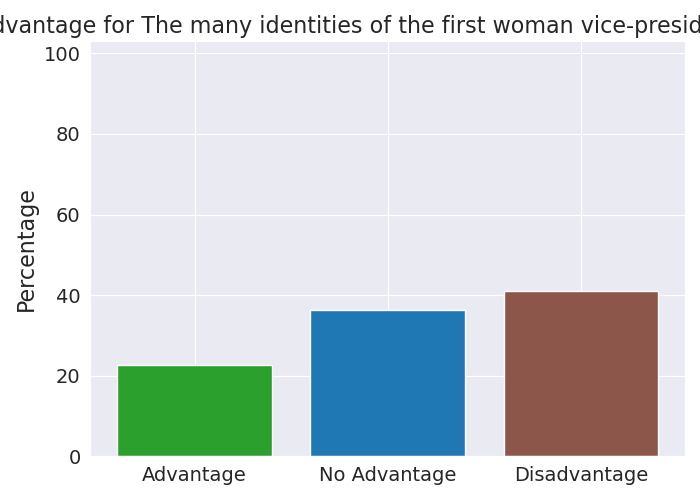 dvantage for The many identities of the first woman vice-presid
Percentage
100
80
60
40
20
0
Advantage No Advantage Disadvantage